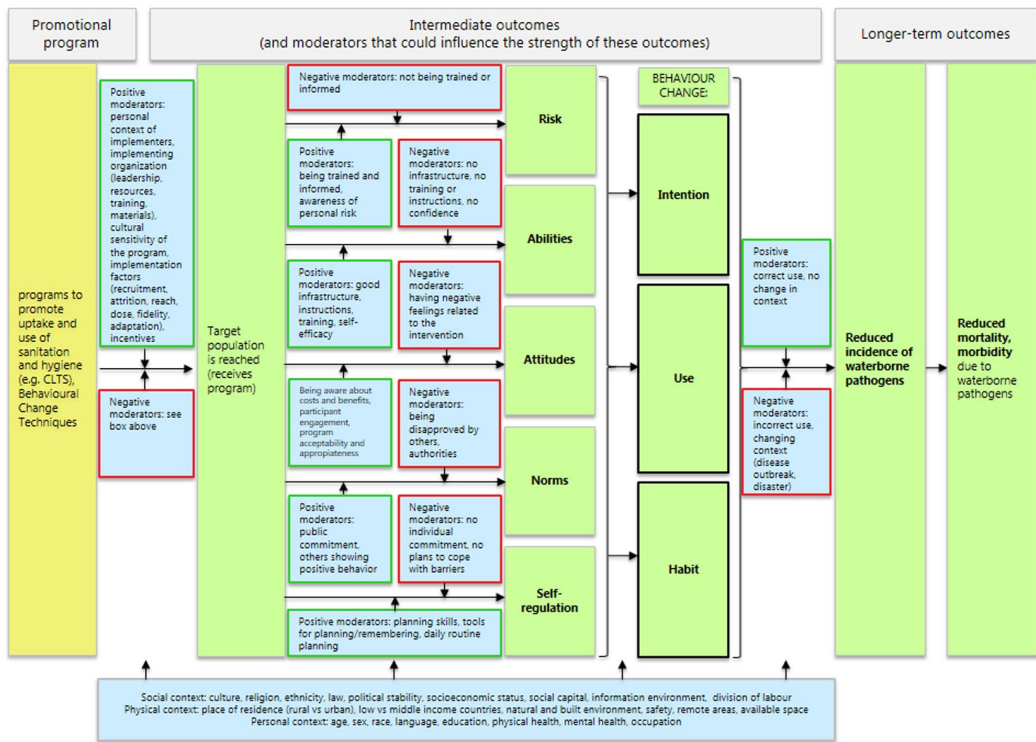 Promotional
program
Intermediate outcomes
(and moderators that could influence the strength of these outcomes)
Longer-term outcomes
programs to
promote
uptake and
use of
sanitation
and hygiene
(e.g. CLTS),
Behavioural
Change
Techniques
Positive
moderators:
personal
context of
implementers,
implementing
organization
(leadership,
resources,
training,
materials),
cultural
sensitivity of
the program,
implementation
factors
(recruitment,
attrition, reach,
dose, fidelity,
adaptation),
incentives
Negative
moderators: see
box above
Target
population
is reached
(receives
program)
Negative moderators: not being trained or
informed
Positive
moderators:
being trained and
informed,
awareness of
personal risk
Negative
moderators: no
infrastructure, no
training or
instructions, no
confidence
Positive
moderators: good
infrastructure,
instructions,
training, self-
efficacy
Negative
moderators:
having negative
feelings related
to the
intervention
Being aware about
costs and benefits,
participant
engagement,
program
acceptability and
appropiateness
Negative
moderators:
being
disapproved by
others,
authorities
Positive
moderators:
public
commitment,
others showing
positive behavior
Negative
moderators: no
individual
commitment, no
plans to cope
with barriers
Positive moderators: planning skills, tools
for planning/remembering, daily routine
planning
Risk
Abilities
Attitudes
Norms
Self-
regulation
BEHAVIOUR
CHANGE:
Intention
Use
Habit
Positive
moderators:
correct use, no
change in
context
Negative
moderators:
incorrect use,
changing
context
(disease
outbreak,
disaster)
Reduced
incidence of
waterborne
pathogens
Reduced
mortality,
morbidity
due to
waterborne
pathogens
Social context: culture, religion, ethnicity, law, political stability, socioeconomic status, social capital, information environment, division of labour
Physical context: place of residence (rural vs urban), low vs middle income countries, natural and built environment, safety, remote areas, available space
Personal context: age, sex, race, language, education, physical health, mental health, occupation